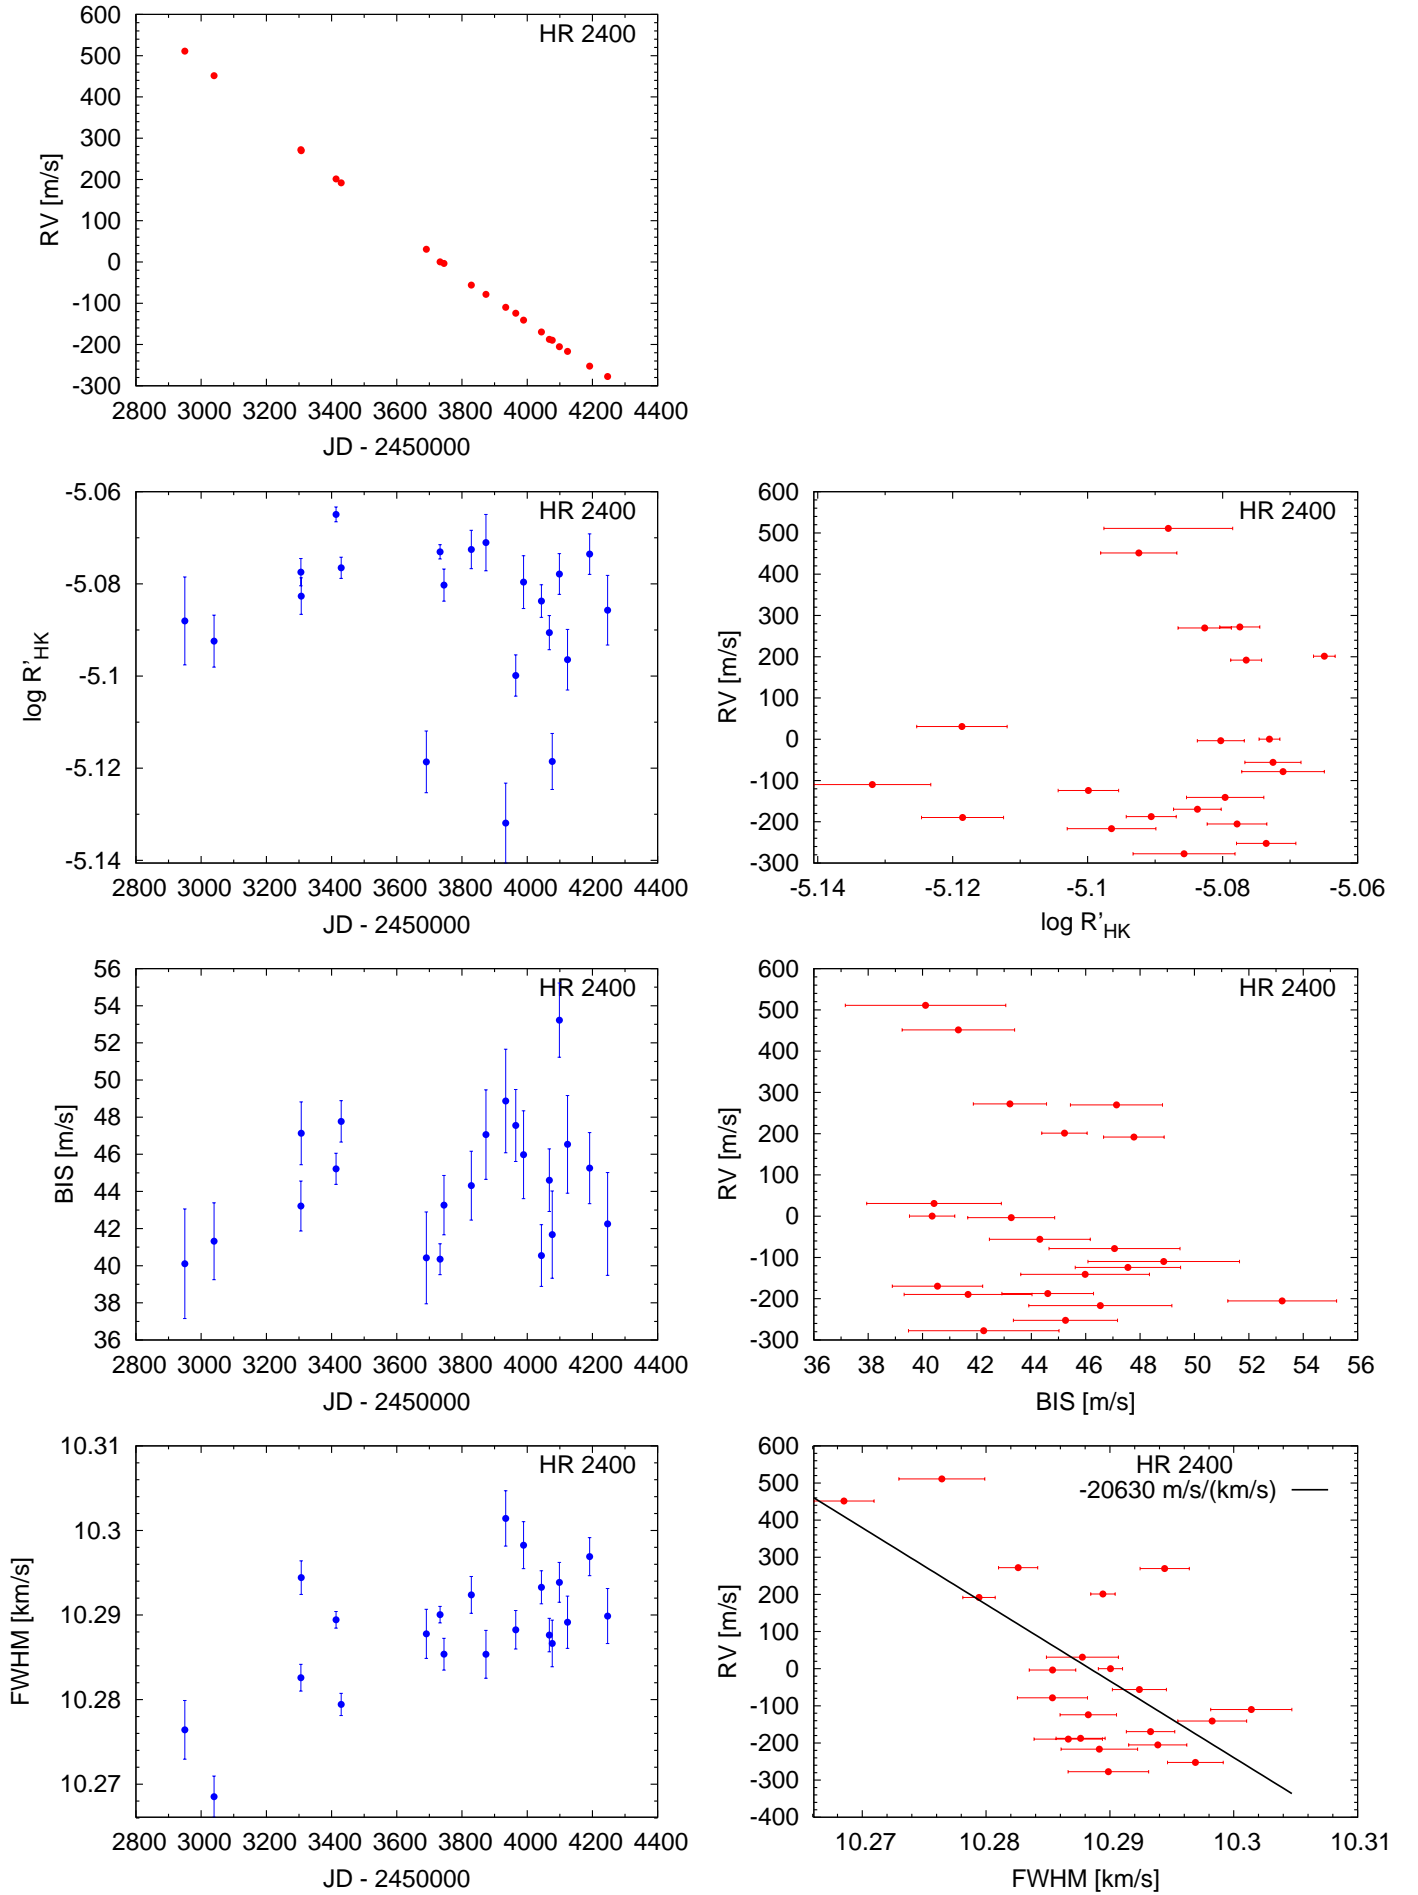 HR 2400
600
500
400
300
200
100
0
-100
-200
-300
RV [m/s]
2800 3000 3200 3400 3600 3800 4000 4200 4400
JD - 2450000
HR 2400
-5.06
-5.08
-5.1
-5.12
-5.14
log R'HK
2800 3000 3200 3400 3600 3800 4000 4200 4400
JD - 2450000
HR 2400
600
500
400
300
200
100
0
-100
-200
-300
RV [m/s]
-5.14 -5.12 -5.1 -5.08 -5.06
log R'HK
HR 2400
56
54
52
50
48
46
44
42
40
38
36
BIS [m/s]
2800 3000 3200 3400 3600 3800 4000 4200 4400
JD - 2450000
HR 2400
600
500
400
300
200
100
0
-100
-200
-300
RV [m/s]
36 38 40 42 44 46 48 50 52 54 56
BIS [m/s]
HR 2400
10.31
10.3
10.29
10.28
10.27
FWHM [km/s]
2800 3000 3200 3400 3600 3800 4000 4200 4400
JD - 2450000
HR 2400
-20630 m/s/(km/s)
600
500
400
300
200
100
0
-100
-200
-300
-400
RV [m/s]
10.27 10.28 10.29 10.3 10.31
FWHM [km/s]